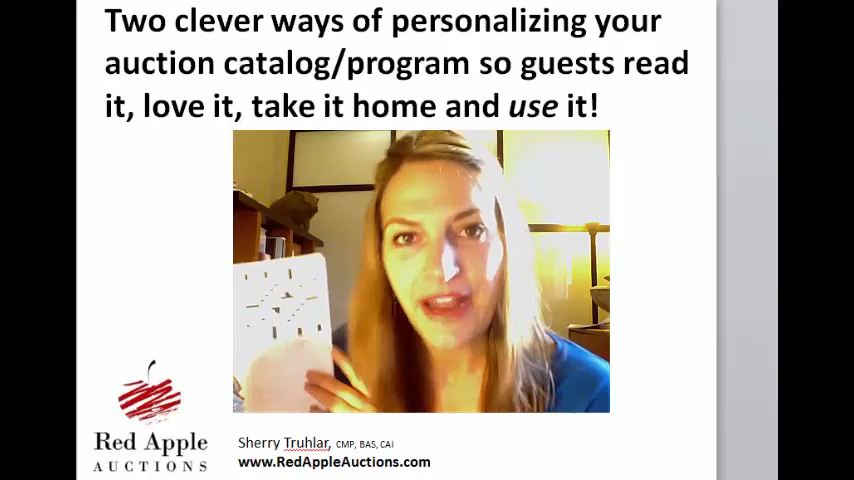 Two clever ways of personalizing your
auction catalog/program so guests read
it, love it, take it home and use it!
Red Apple
AUCTIONS
Sherry Truhlar, CMP, BAS, CAI
www.RedAppleAuctions.com